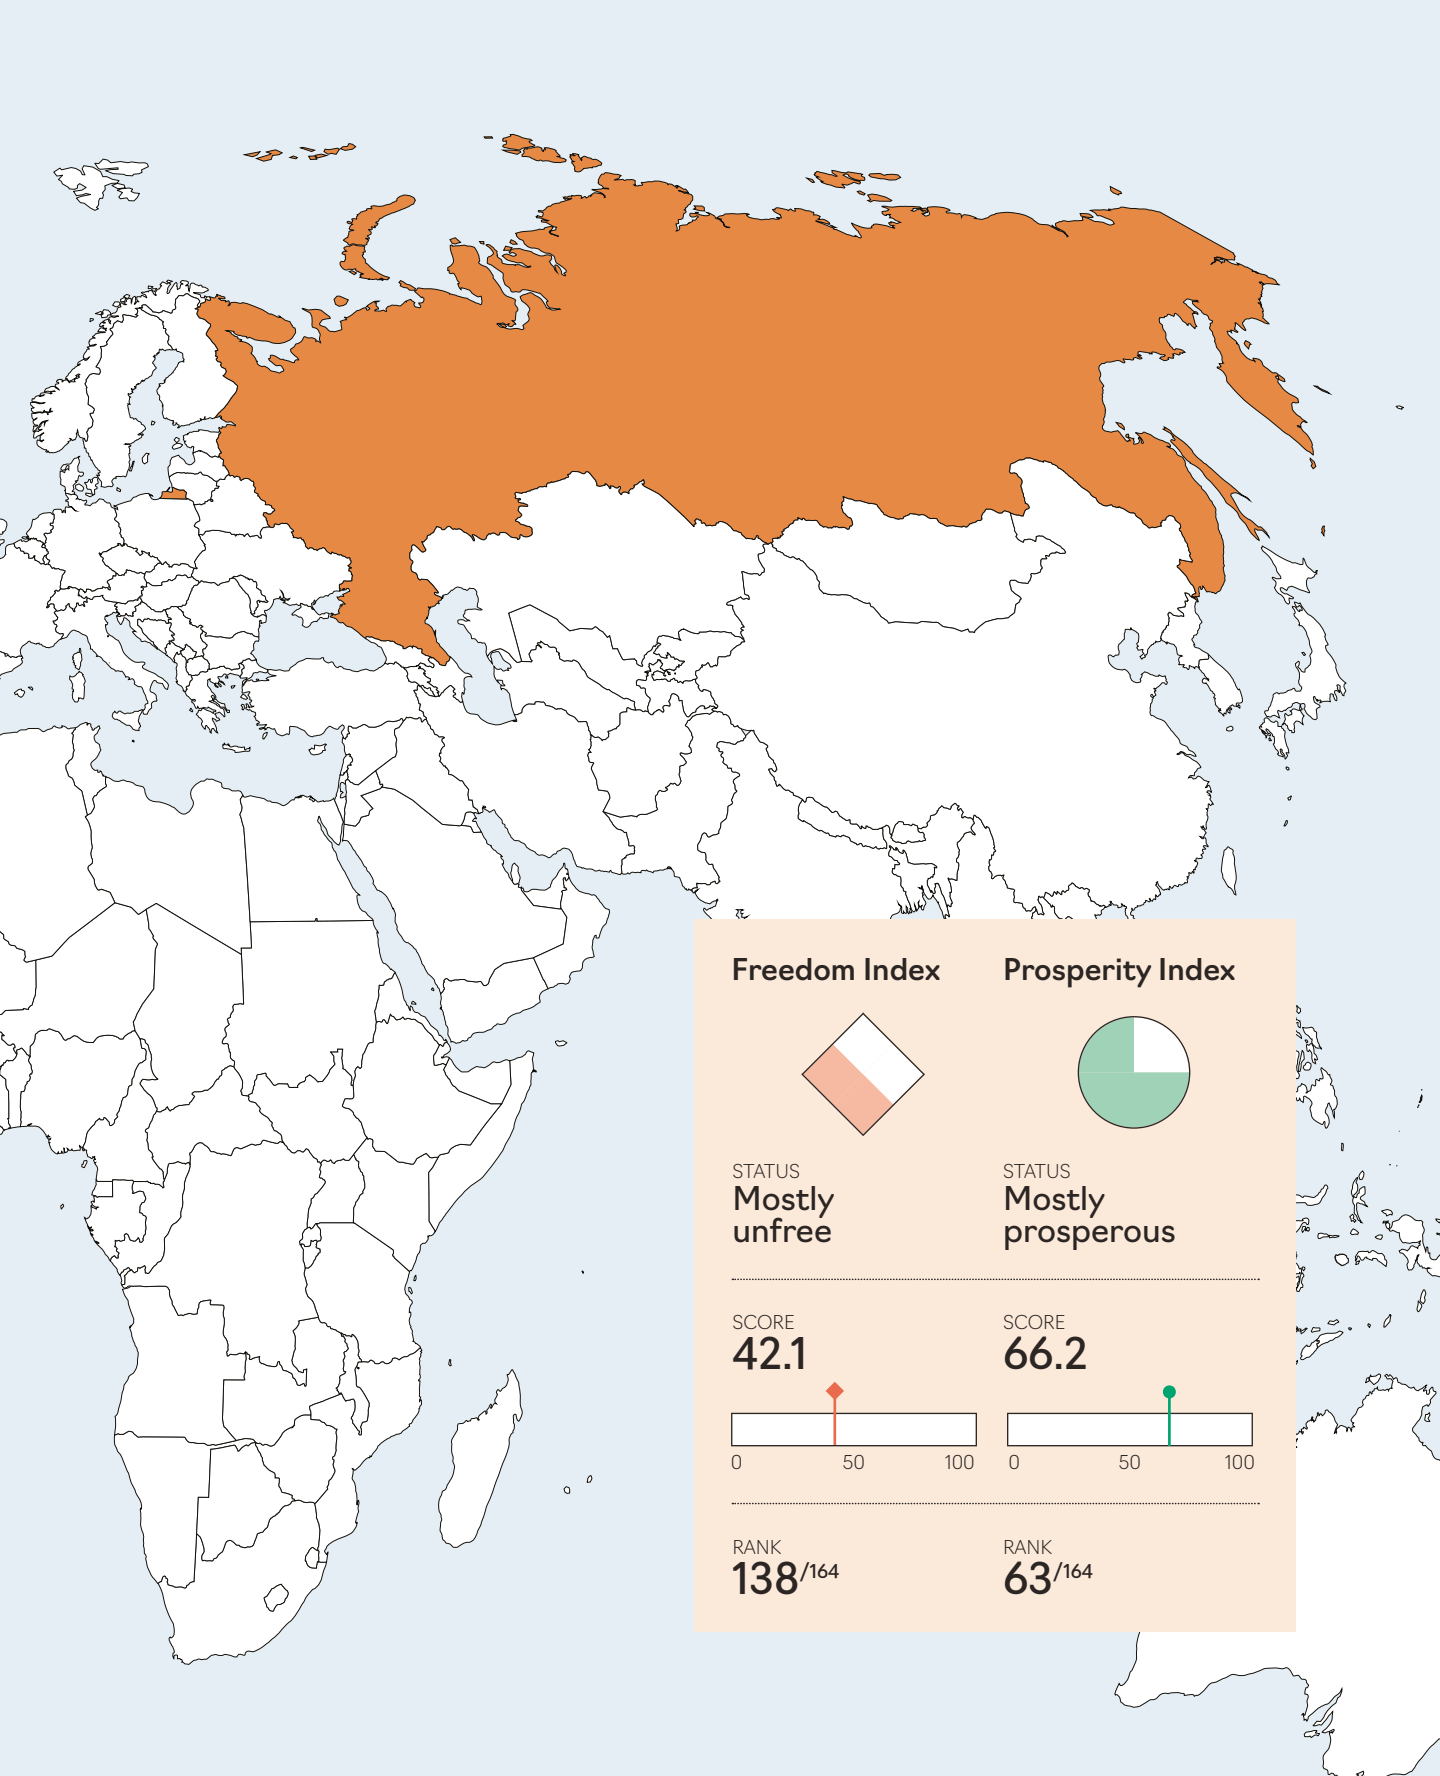 Freedom Index
Prosperity Index
STATUS
Mostly
unfree
STATUS
Mostly
prosperous
SCORE
42.1
SCORE
66.2
0 50 100
0 50 100
RANK
138/164
RANK
63/164